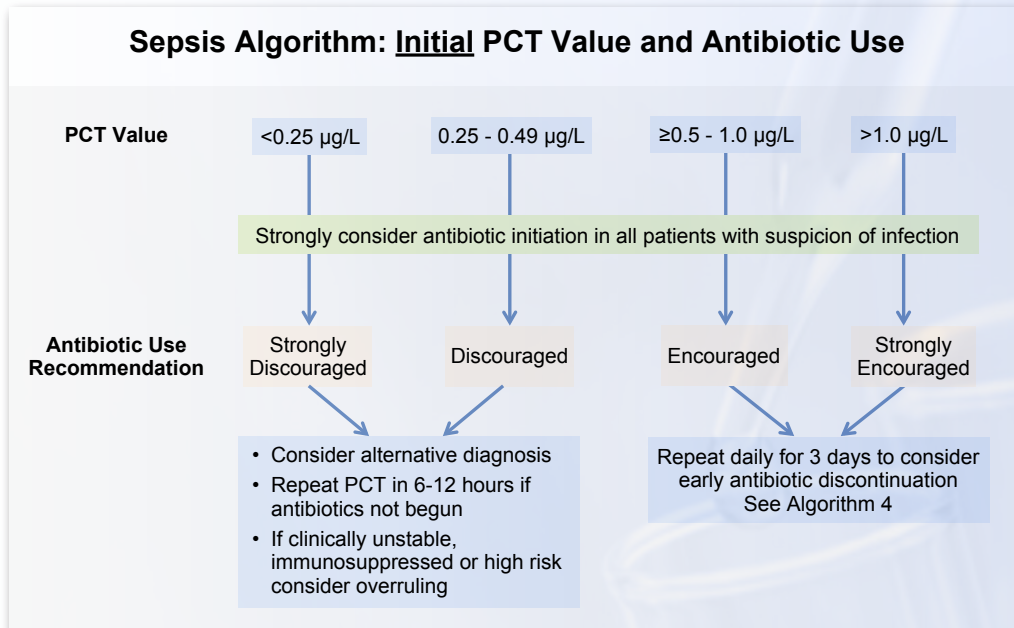 Sepsis Algorithm: Initial PCT Value and Antibiotic Use
PCT Value
<0.25 µg/L
0.25 - 0.49 µg/L
≥0.5 - 1.0 µg/L
>1.0 µg/L
Strongly consider antibiotic initiation in all patients with suspicion of infection
Antibiotic Use
Recommendation
Strongly
Discouraged
Discouraged
Encouraged
Strongly
Encouraged
• Consider alternative diagnosis
• Repeat PCT in 6-12 hours if
antibiotics not begun
• If clinically unstable,
immunosuppressed or high risk
consider overruling
Repeat daily for 3 days to consider
early antibiotic discontinuation
See Algorithm 4